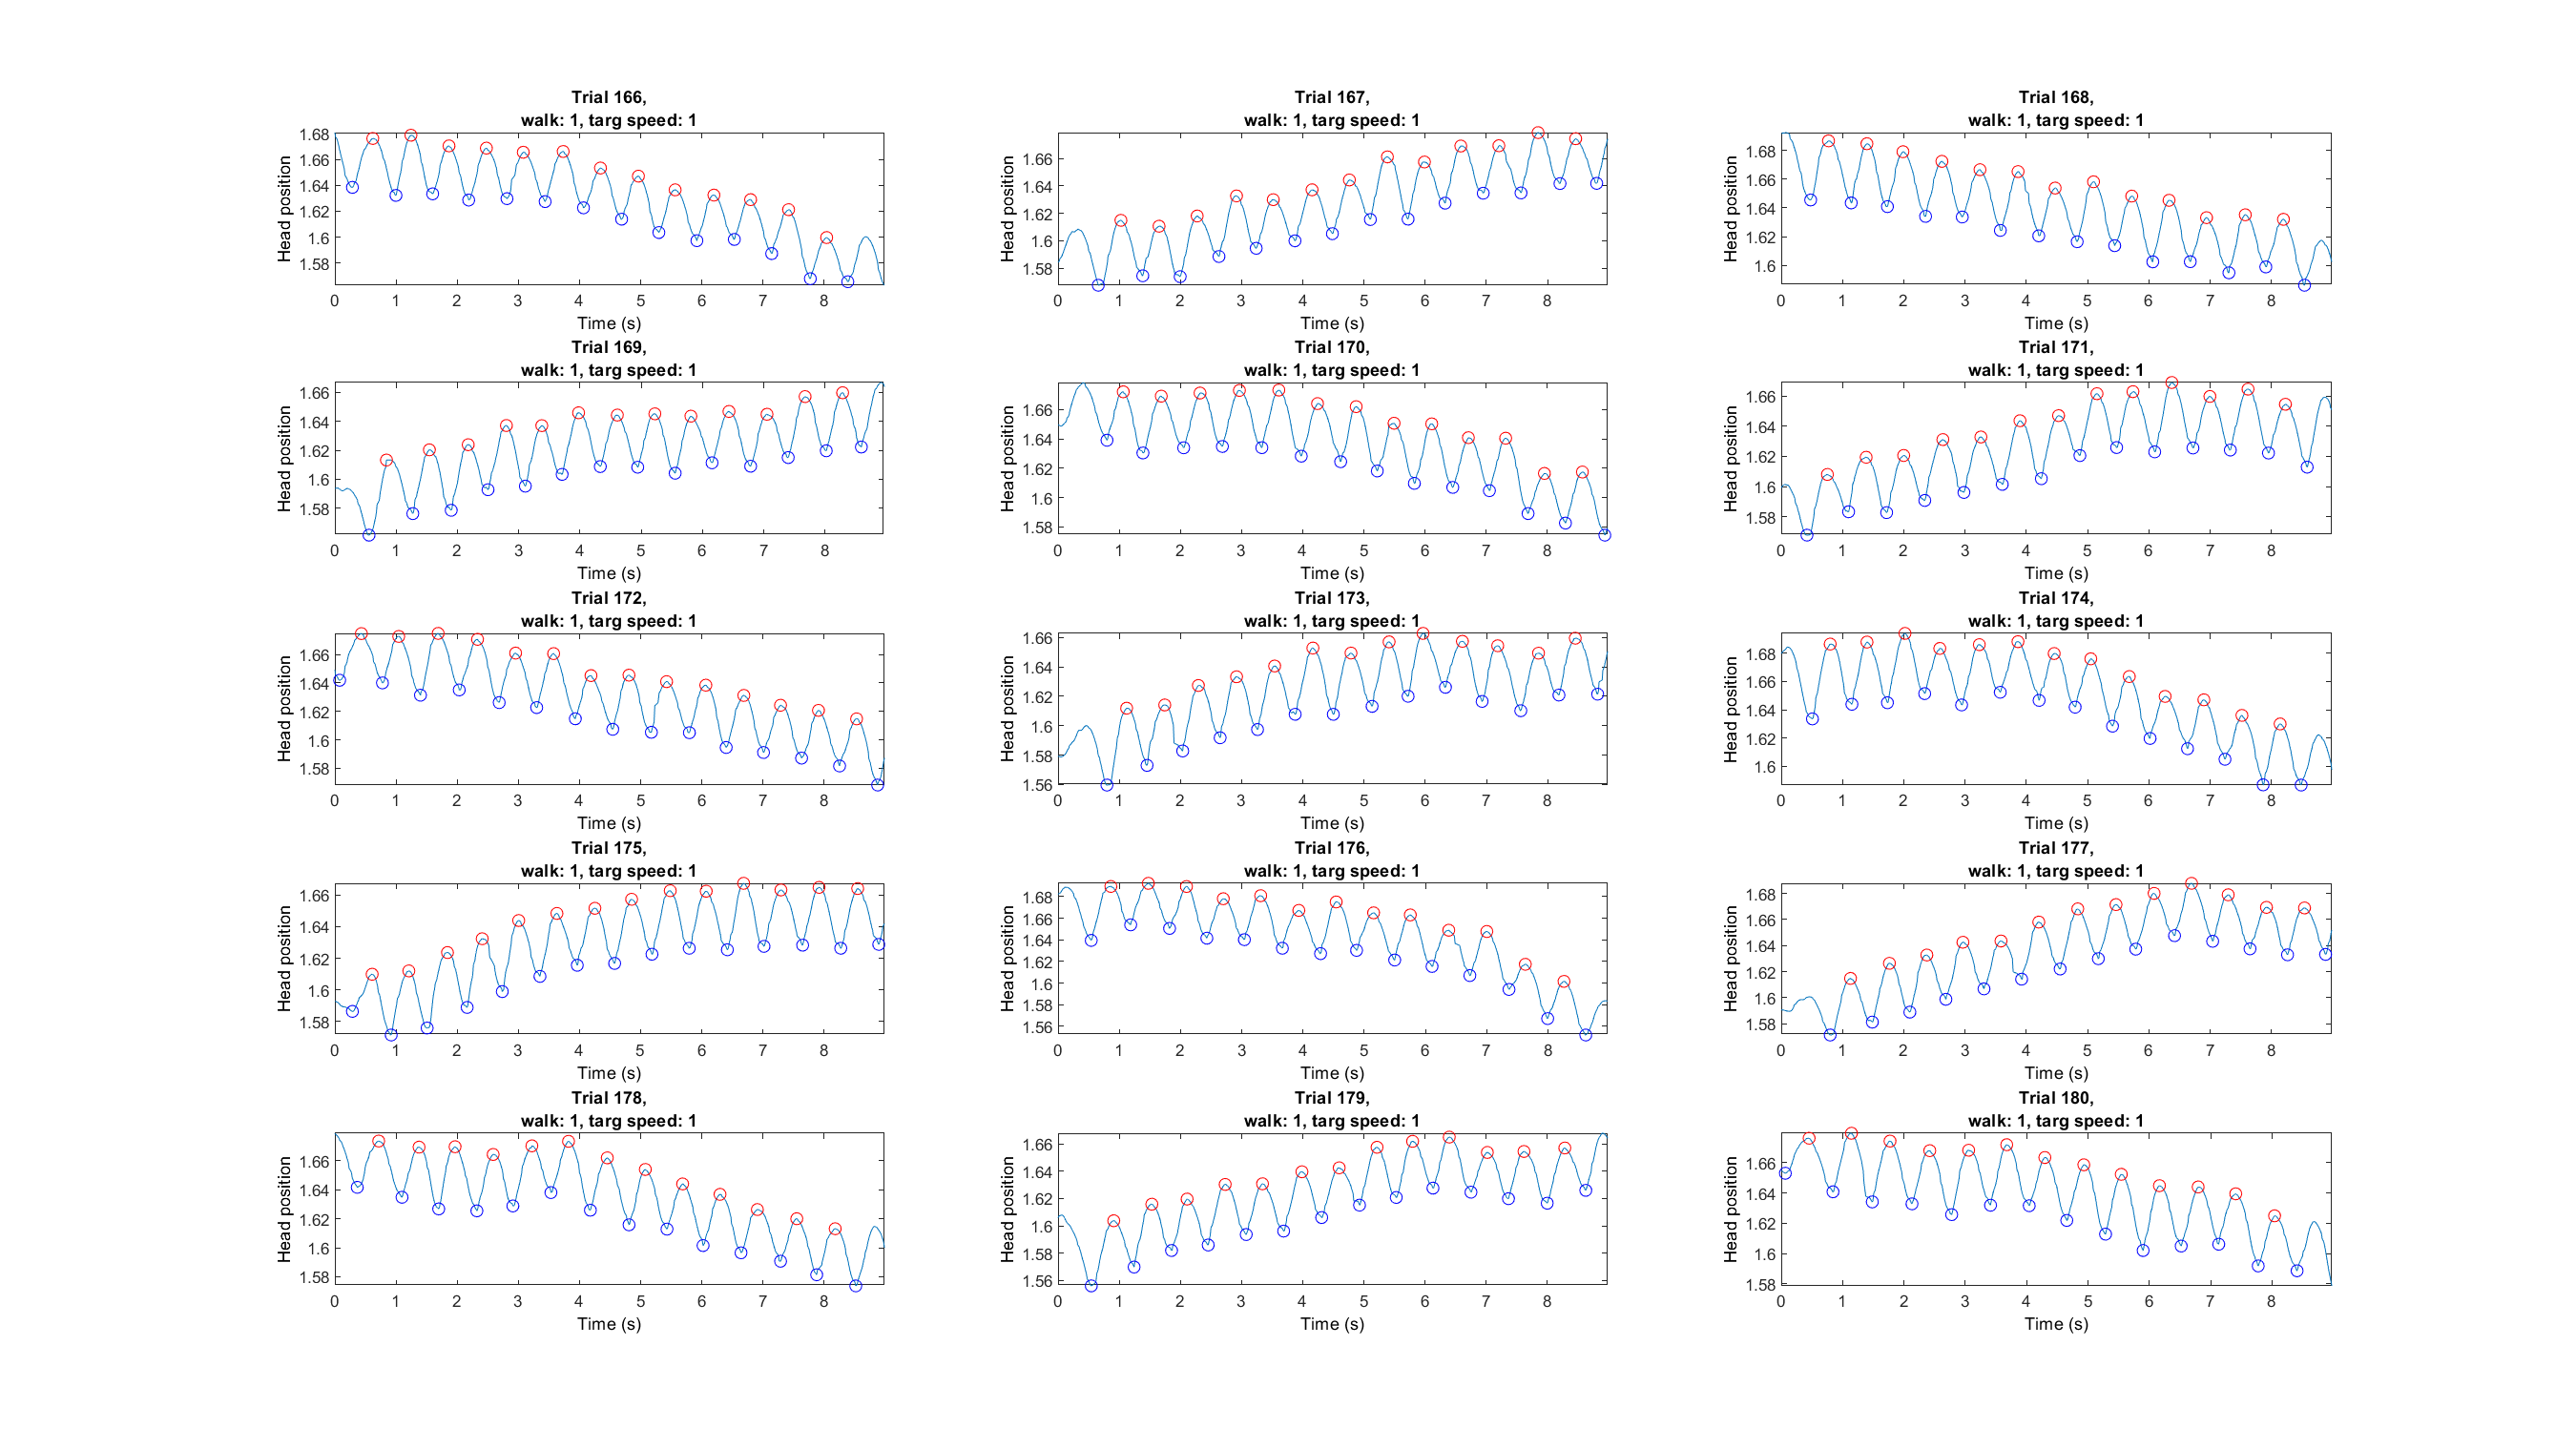 Trial 166,
walk: 1, targ speed: 1
Head position
1.68
1.66
1.64
1.62
1.6
1.58
0 1 2 3 4 5 6 7 8
Time (s)
Trial 167,
walk: 1, targ speed: 1
Head position
1.66
1.64
1.62
1.6
1.58
0 1 2 3 4 5 6 7 8
Time (s)
Trial 168,
walk: 1, targ speed: 1
Head position
1.68
1.66
1.64
1.62
1.6
0 1 2 3 4 5 6 7 8
Time (s)
Trial 169,
walk: 1, targ speed: 1
Head position
1.66
1.64
1.62
1.6
1.58
0 1 2 3 4 5 6 7 8
Time (s)
Trial 170,
walk: 1, targ speed: 1
Head position
1.66
1.64
1.62
1.6
1.58
0 1 2 3 4 5 6 7 8
Time (s)
Trial 171,
walk: 1, targ speed: 1
Head position
1.66
1.64
1.62
1.6
1.58
0 1 2 3 4 5 6 7 8
Time (s)
Trial 172,
walk: 1, targ speed: 1
Head position
1.66
1.64
1.62
1.6
1.58
0 1 2 3 4 5 6 7 8
Time (s)
Trial 173,
walk: 1, targ speed: 1
Head position
1.66
1.64
1.62
1.6
1.58
1.56
0 1 2 3 4 5 6 7 8
Time (s)
Trial 174,
walk: 1, targ speed: 1
Head position
1.68
1.66
1.64
1.62
1.6
0 1 2 3 4 5 6 7 8
Time (s)
Trial 175,
walk: 1, targ speed: 1
Head position
1.66
1.64
1.62
1.6
1.58
0 1 2 3 4 5 6 7 8
Time (s)
Trial 176,
walk: 1, targ speed: 1
Head position
1.68
1.66
1.64
1.62
1.6
1.58
1.56
0 1 2 3 4 5 6 7 8
Time (s)
Trial 177,
walk: 1, targ speed: 1
Head position
1.68
1.66
1.64
1.62
1.6
1.58
0 1 2 3 4 5 6 7 8
Time (s)
Trial 178,
walk: 1, targ speed: 1
Head position
1.66
1.64
1.62
1.6
1.58
0 1 2 3 4 5 6 7 8
Time (s)
Trial 179,
walk: 1, targ speed: 1
Head position
1.66
1.64
1.62
1.6
1.58
1.56
0 1 2 3 4 5 6 7 8
Time (s)
Trial 180,
walk: 1, targ speed: 1
Head position
1.66
1.64
1.62
1.6
1.58
0 1 2 3 4 5 6 7 8
Time (s)